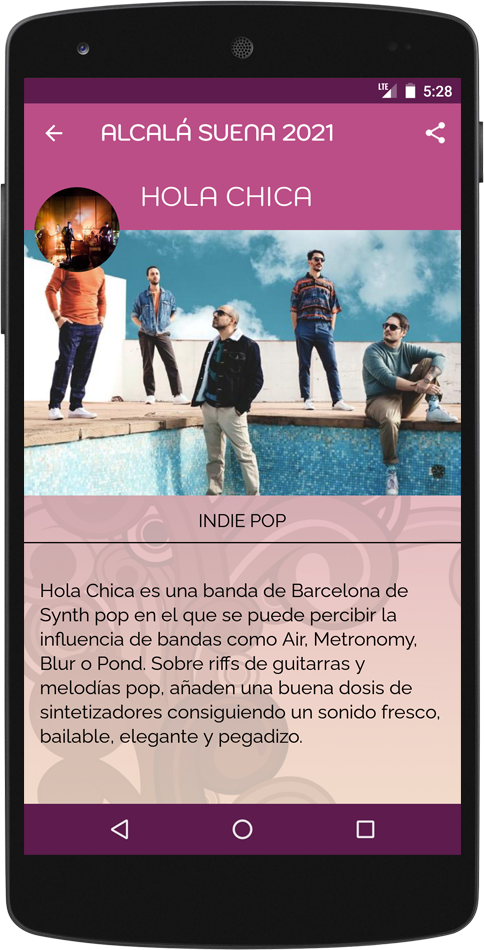 LTE 5:28
ALCALÁ SUENA 2021
HOLA CHICA
INDIE POP
Hola Chica es una banda de Barcelona de
Synth pop en el que se puede percibir la
influencia de bandas como Air, Metronomy,
Blur o Pond. Sobre riffs de guitarras y
melodías pop, añaden una buena dosis de
sintetizadores consiguiendo un sonido fresco,
bailable, elegante y pegadizo.